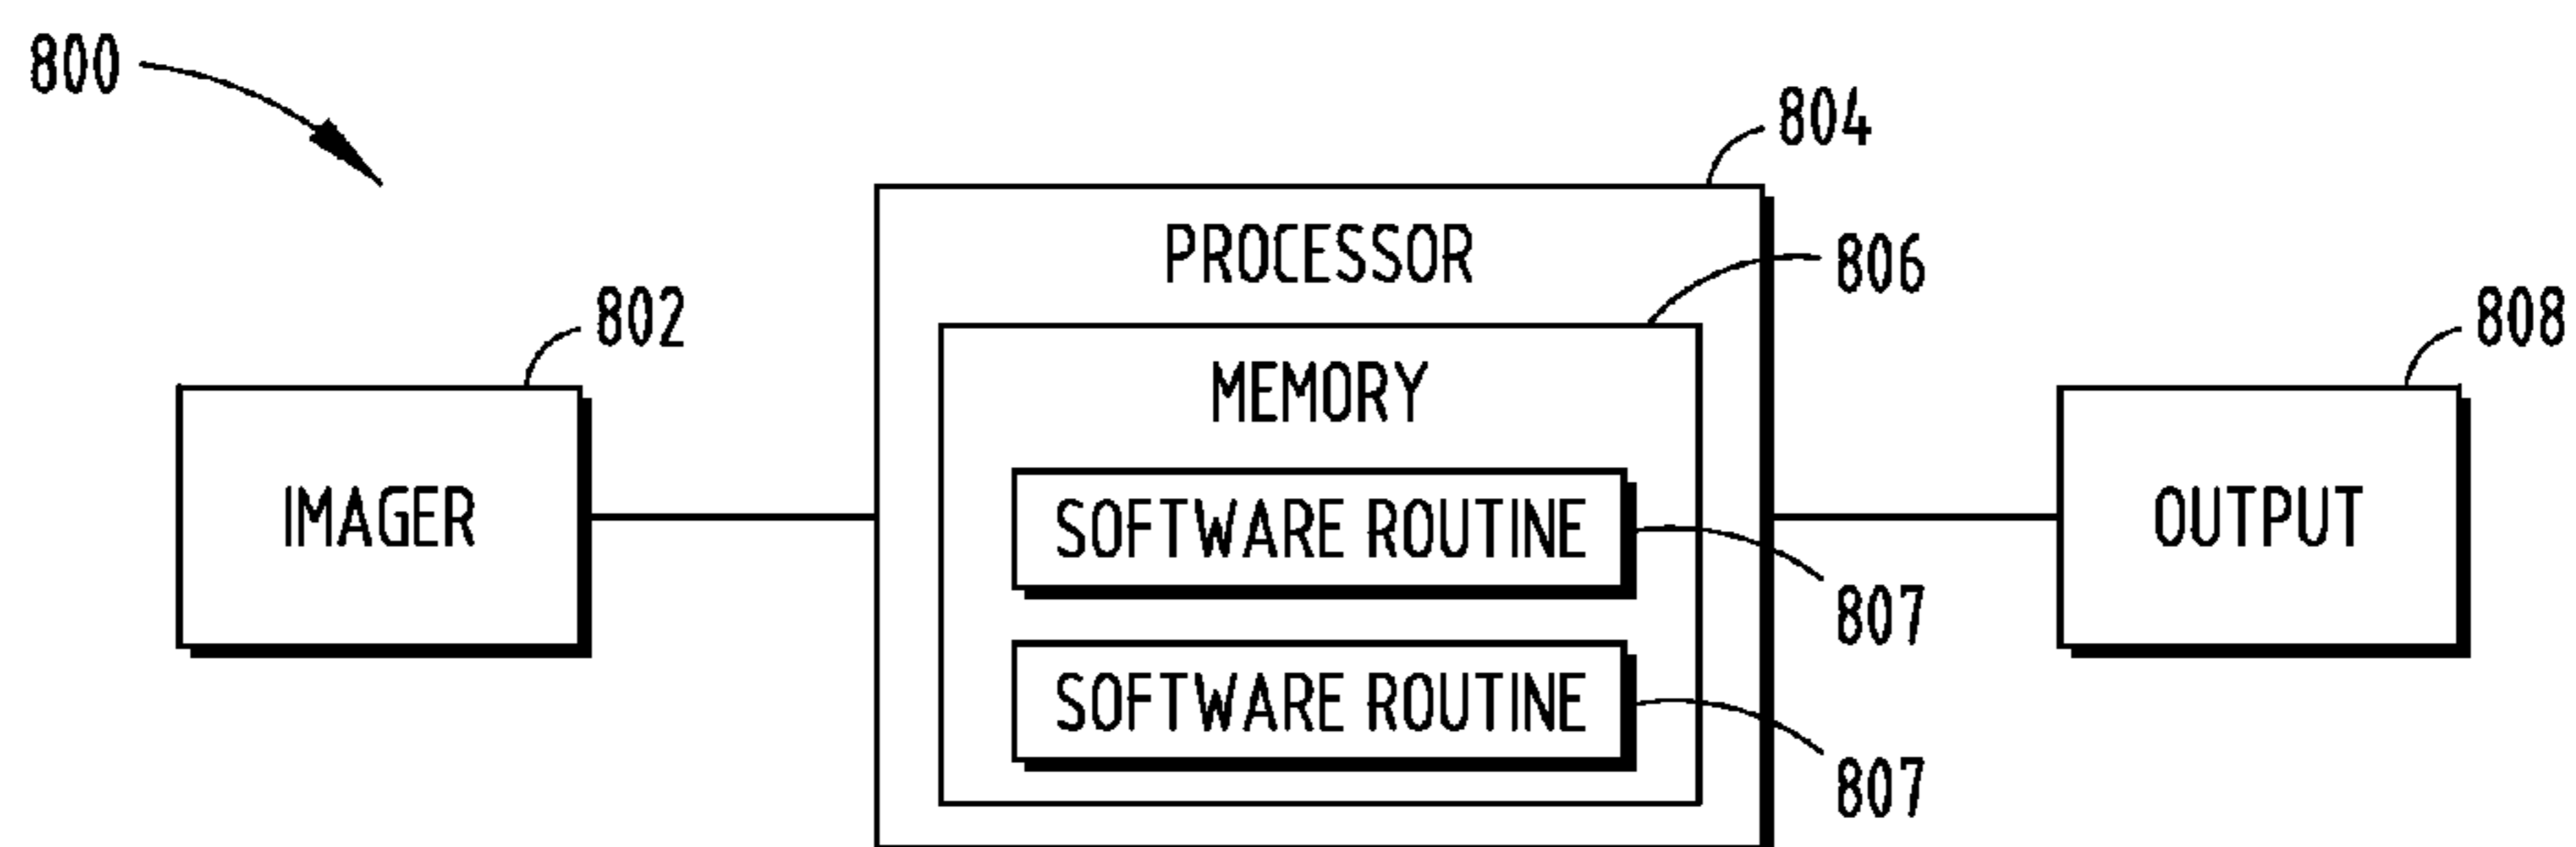 800
804
PROCESSOR
806
802
808
MEMORY
IMAGER
SOFTWARE ROUTINE
OUTPUT
807
SOFTWARE ROUTINE
807